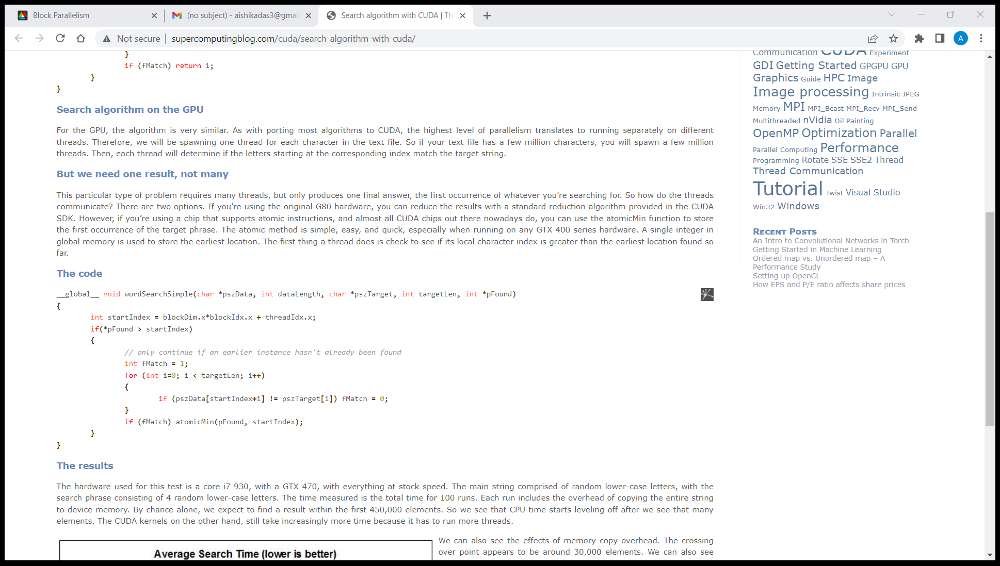 Block Parallelism
(no subject) - aishikadas3@gmai
Search algorithm with CUDA | Th
Not secure | supercomputingblog.com/cuda/search-algorithm-with-cuda/
A
}
if (fMatch) return i;
}
}
Search algorithm on the GPU
For the GPU, the algorithm is very similar. As with porting most algorithms to CUDA, the highest level of parallelism translates to running separately on different
threads. Therefore, we will be spawning one thread for each character in the text file. So if your text file has a few million characters, you will spawn a few million
threads. Then, each thread will determine if the letters starting at the corresponding index match the target string.
But we need one result, not many
This particular type of problem requires many threads, but only produces one final answer, the first occurrence of whatever you're searching for. So how do the threads
communicate? There are two options. If you're using the original G80 hardware, you can reduce the results with a standard reduction algorithm provided in the CUDA
SDK. However, if you're using a chip that supports atomic instructions, and almost all CUDA chips out there nowadays do, you can use the atomicMin function to store
the first occurrence of the target phrase. The atomic method is simple, easy, and quick, especially when running on any GTX 400 series hardware. A single integer in
global memory is used to store the earliest location. The first thing a thread does is check to see if its local character index is greater than the earliest location found so
far.
The code
__global__ void wordSearchSimple(char *pszData, int dataLength, char *pszTarget, int targetLen, int *pFound)
{
int startIndex = blockDim.x*blockIdx.x + threadIdx.x;
if(*pFound > startIndex)
{
// only continue if an earlier instance hasn't already been found
int fMatch = 1;
for (int i=0; i < targetLen; i++)
{
if (pszData[startIndex+i] != pszTarget[i]) fMatch = 0;
}
if (fMatch) atomicMin(pFound, startIndex);
}
}
The results
The hardware used for this test is a core i7 930, with a GTX 470, with everything at stock speed. The main string comprised of random lower-case letters, with the
search phrase consisting of 4 random lower-case letters. The time measured is the total time for 100 runs. Each run includes the overhead of copying the entire string
to device memory. By chance alone, we expect to find a result within the first 450,000 elements. So we see that CPU time starts leveling off after we see that many
elements. The CUDA kernels on the other hand, still take increasingly more time because it has to run more threads.
Average Search Time (lower is better)
We can also see the effects of memory copy overhead. The crossing
over point appears to be around 30,000 elements. We can also see
Communication CUDA Experiment
GDI Getting Started GPGPU GPU
Graphics Guide HPC Image
Image processing Intrinsic JPEG
Memory MPI MPI_Bcast MPI_Recv MPI_Send
Multithreaded nVidia Oil Painting
OpenMP Optimization Parallel
Parallel Computing Performance
Programming Rotate SSE SSE2 Thread
Thread Communication
Tutorial Twist Visual Studio
Win32 Windows
Recent Posts
An Intro to Convolutional Networks in Torch
Getting Started in Machine Learning
Ordered map vs. Unordered map – A
Performance Study
Setting up OpenCL
How EPS and P/E ratio affects share prices